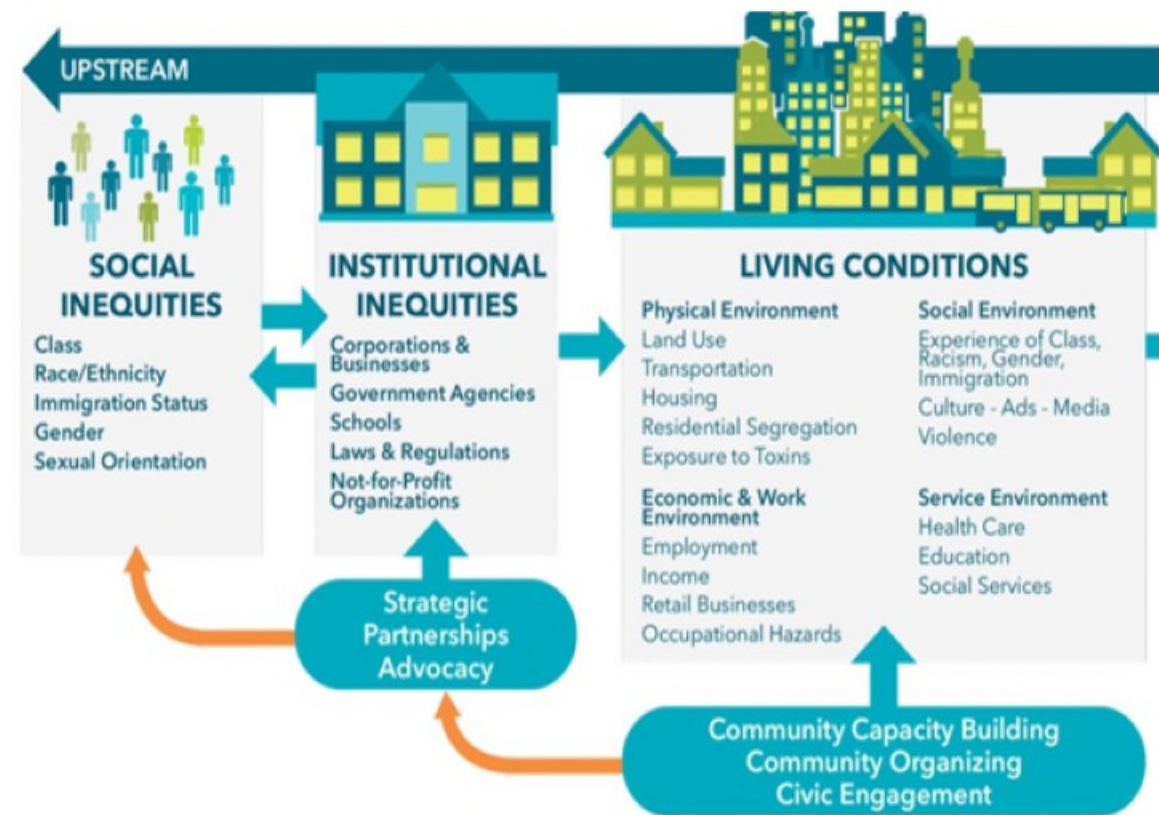 UPSTREAM
SOCIAL
INEQUITIES
Class
Race/Ethnicity
Immigration Status
Gender
Sexual Orientation
INSTITUTIONAL
INEQUITIES
Corporations &
Businesses
Government Agencies
Schools
Laws & Regulations
Not-for-Profit
Organizations
LIVING CONDITIONS
Physical Environment
Land Use
Transportation
Housing
Residential Segregation
Exposure to Toxins
Economic & Work
Environment
Employment
Income
Retail Businesses
Occupational Hazards
Social Environment
Experience of Class,
Racism, Gender,
Immigration
Culture - Ads - Media
Violence
Service Environment
Health Care
Education
Social Services
Strategic
Partnerships
Advocacy
Community Capacity Building
Community Organizing
Civic Engagement